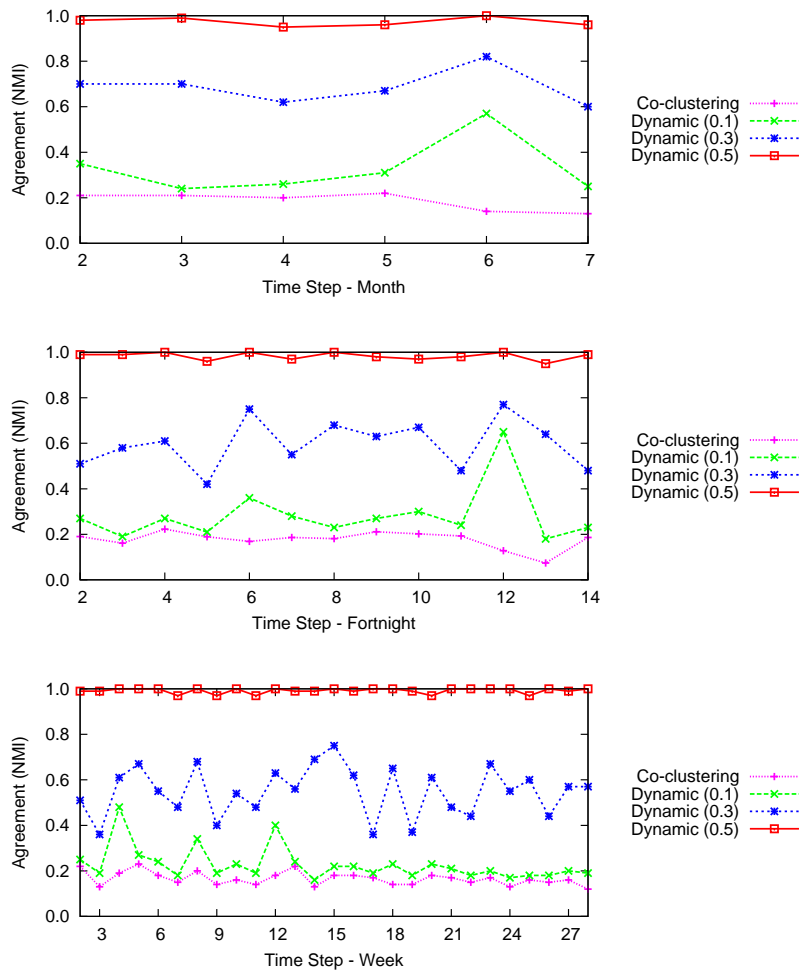 Agreement (NMI)
1.0
0.8
0.6
0.4
0.2
0.0
2 3 4 5 6 7
Time Step - Month
Co-clustering
Dynamic (0.1)
Dynamic (0.3)
Dynamic (0.5)
Agreement (NMI)
1.0
0.8
0.6
0.4
0.2
0.0
2 4 6 8 10 12 14
Time Step - Fortnight
Co-clustering
Dynamic (0.1)
Dynamic (0.3)
Dynamic (0.5)
Agreement (NMI)
1.0
0.8
0.6
0.4
0.2
0.0
3 6 9 12 15 18 21 24 27
Time Step - Week
Co-clustering
Dynamic (0.1)
Dynamic (0.3)
Dynamic (0.5)